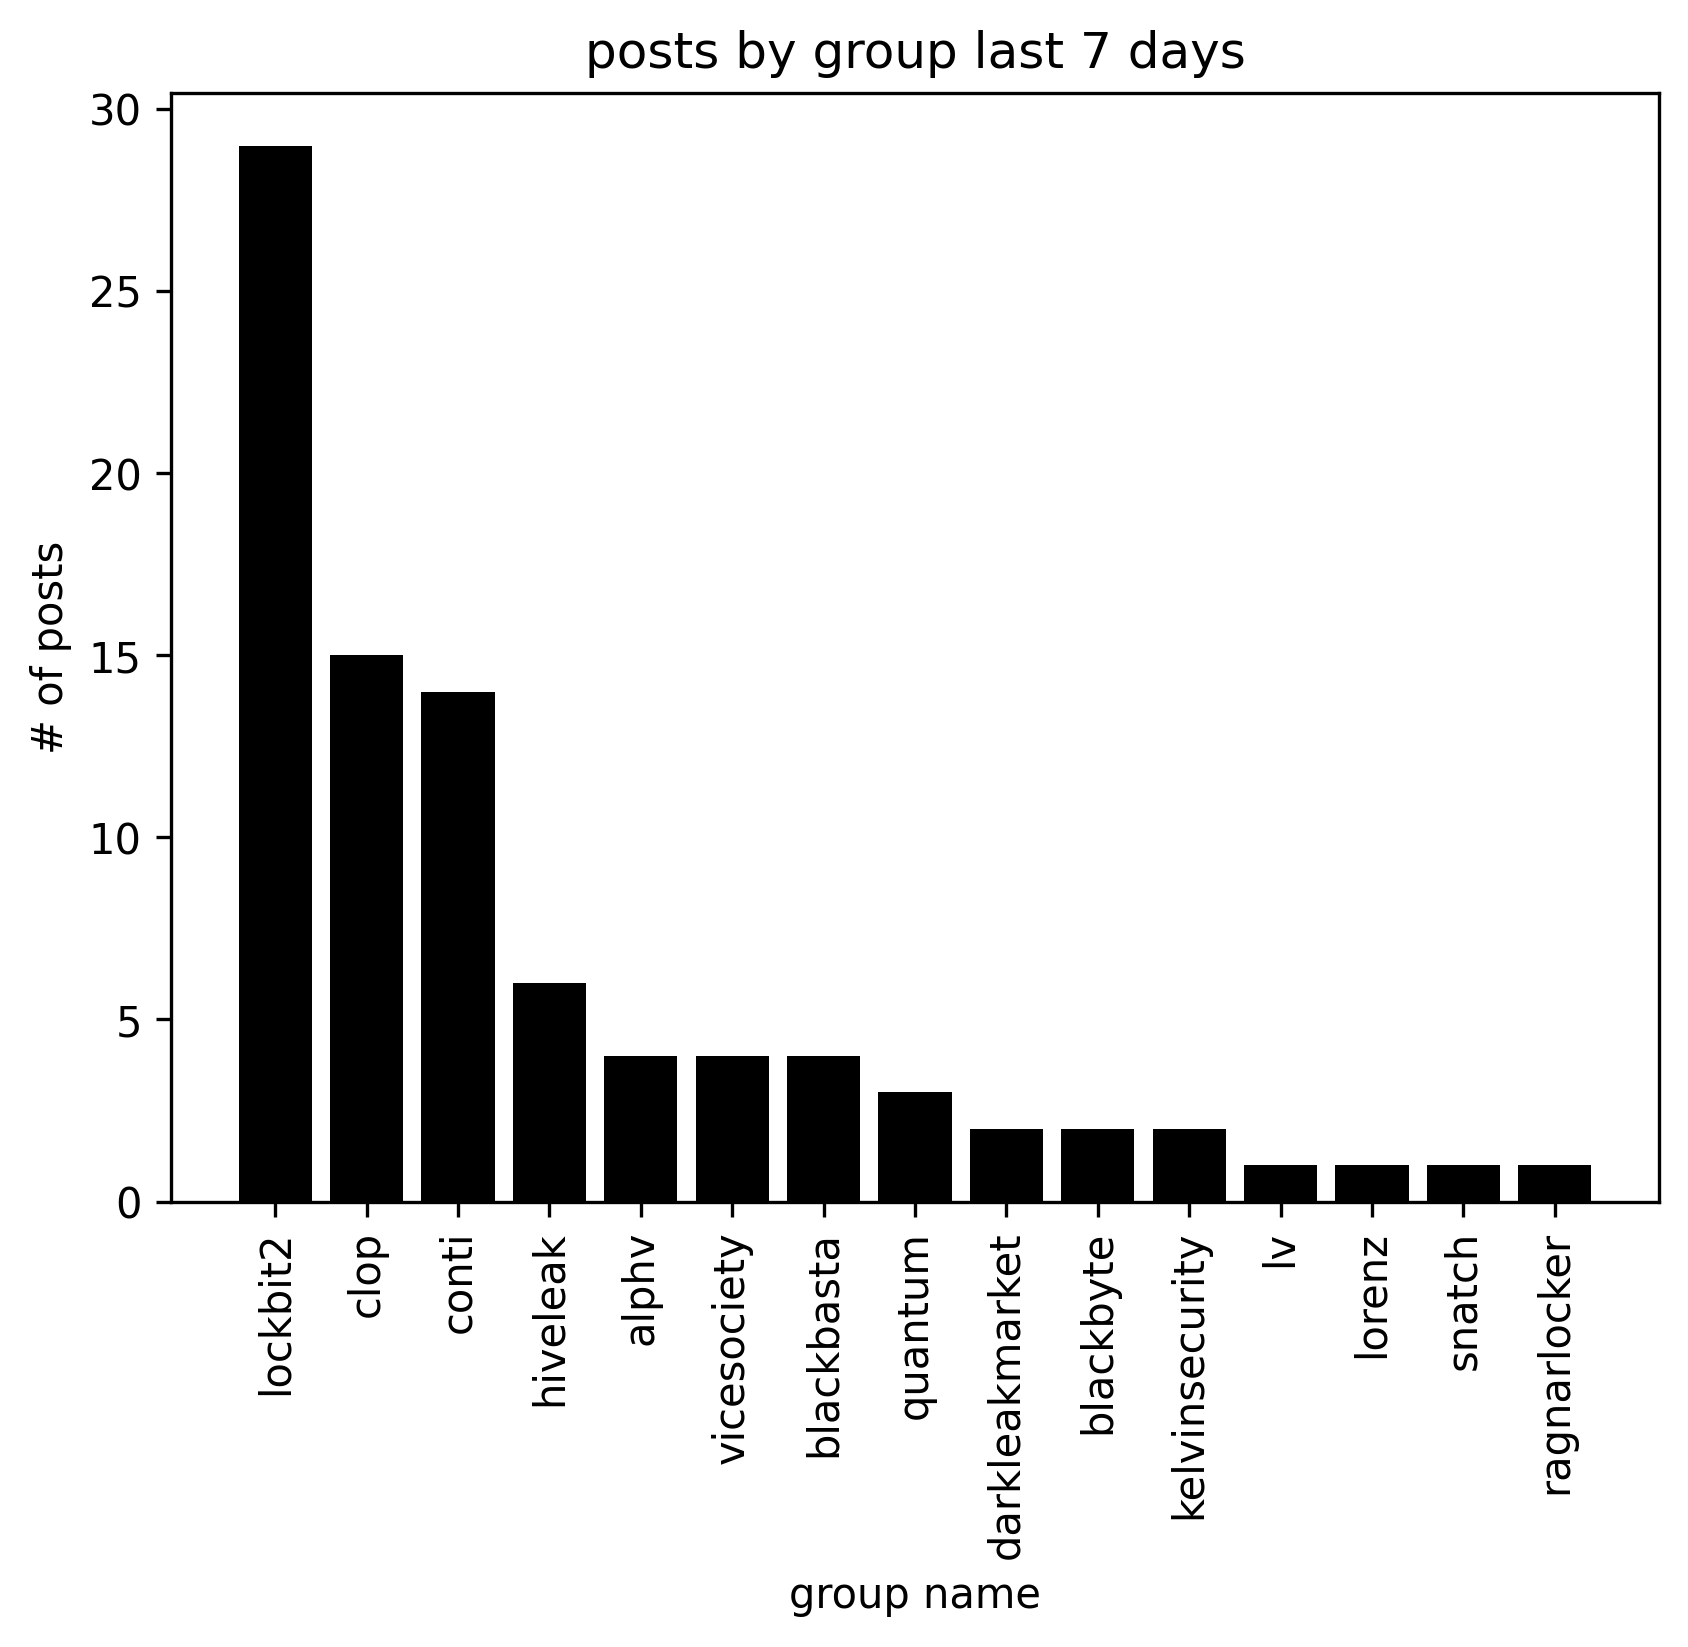 posts by group last 7 days
30
25
20
15
10
5
0
# of posts
lockbit2
clop
conti
hiveleak
alphv
vicesociety
blackbasta
quantum
darkleakmarket
blackbyte
kelvinsecurity
lv
lorenz
snatch
ragnarlocker
group name